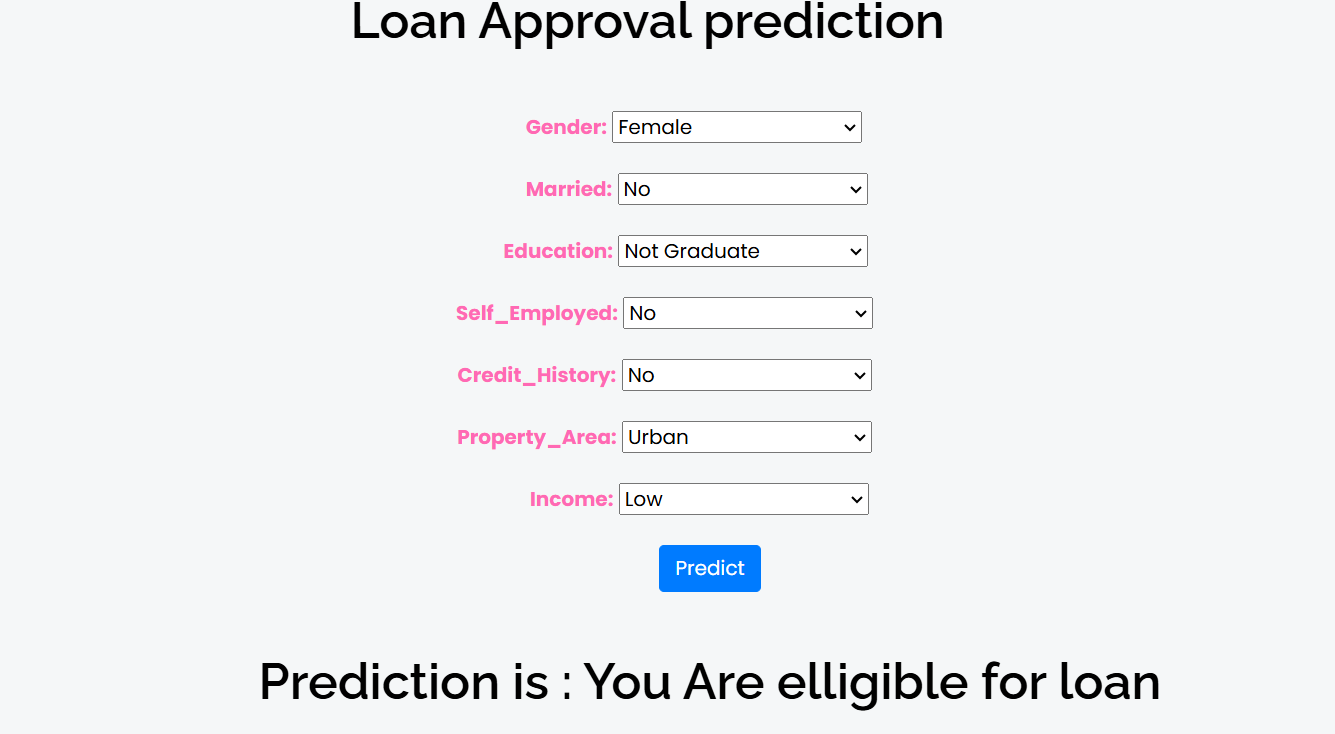 Loan Approval prediction
Gender: Female
Married: No
Education: Not Graduate
Self_Employed: No
Credit_History: No
Property_Area: Urban
Income: Low
Predict
Prediction is : You Are elligible for loan